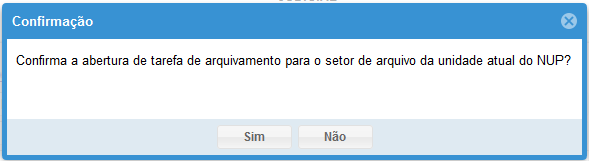 Confirmação
Confirma a abertura de tarefa de arquivamento para o setor de arquivo da unidade atual do NUP?
Sim Não